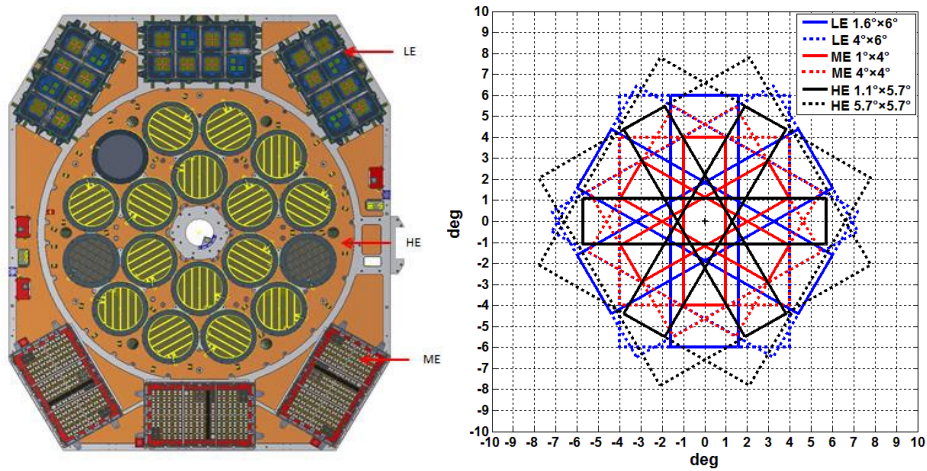 LE
HE
ME
10
9
8
7
6
5
4
3
2
1
0
-1
-2
-3
-4
-5
-6
-7
-8
-9
-10
deg
-10 -9 -8 -7 -6 -5 -4 -3 -2 -1 0 1 2 3 4 5 6 7 8 9 10
deg
LE 1.6°×6°
LE 4°×6°
ME 1°×4°
ME 4°×4°
HE 1.1°×5.7°
HE 5.7°×5.7°